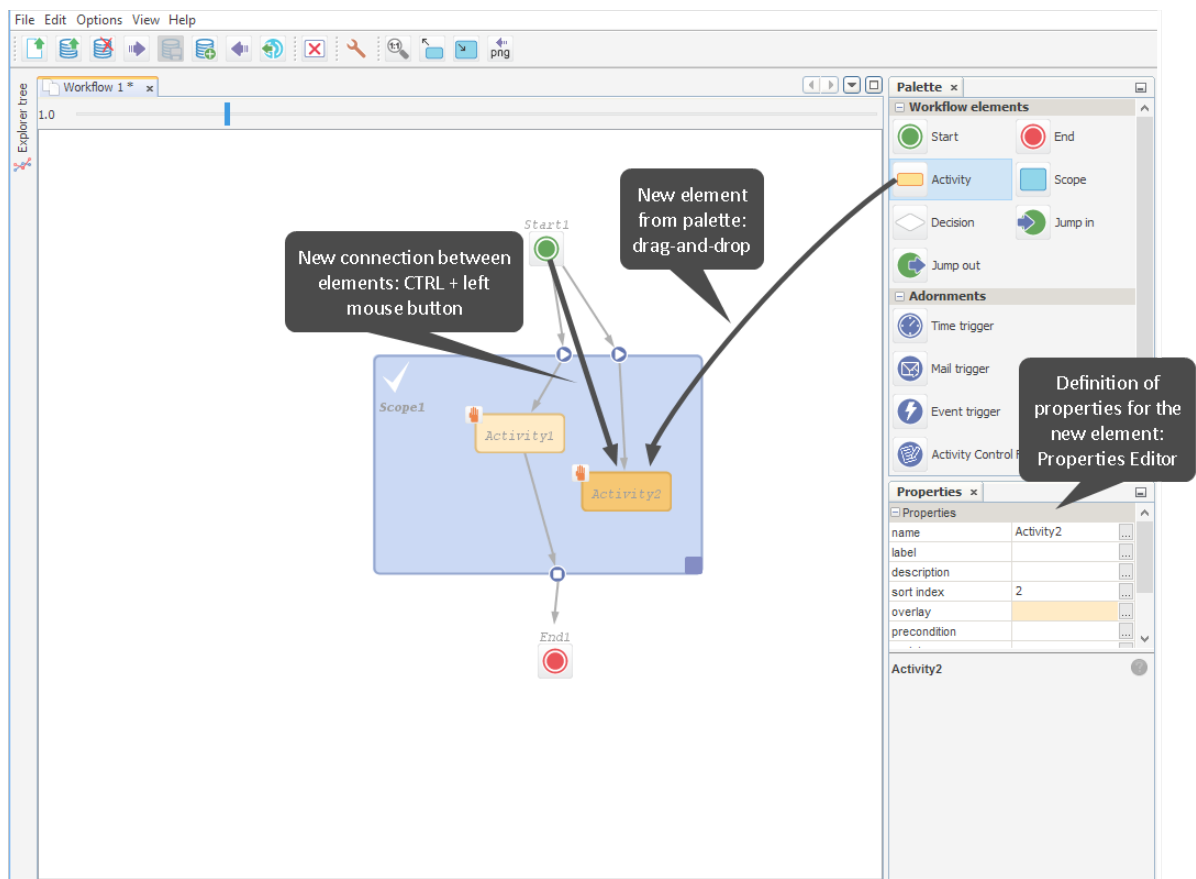 File Edit Options View Help
1:1
png
Explorer tree
Workflow 1 *
1.0
Start1
New connection between
elements: CTRL + left
mouse button
New element
from palette:
drag-and-drop
Scope1
Activity1
Activity2
End1
Palette
Workflow elements
Start
End
Activity
Scope
Decision
Jump in
Jump out
Adornments
Time trigger
Mail trigger
Event trigger
Activity Control
Definition of
properties for the
new element:
Properties Editor
Properties
Properties
name Activity2
label
description
sort index 2
overlay
precondition
Activity2